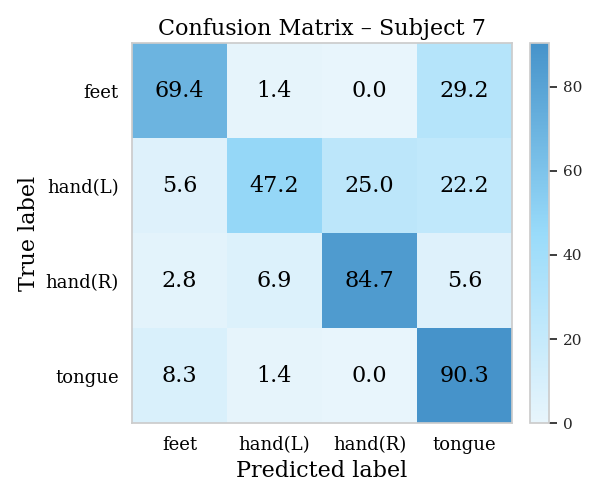 Confusion Matrix – Subject 7
feet 69.4 1.4 0.0 29.2
hand(L) 5.6 47.2 25.0 22.2
hand(R) 2.8 6.9 84.7 5.6
tongue 8.3 1.4 0.0 90.3
feet hand(L) hand(R) tongue
Predicted label
True label
80
60
40
20
0